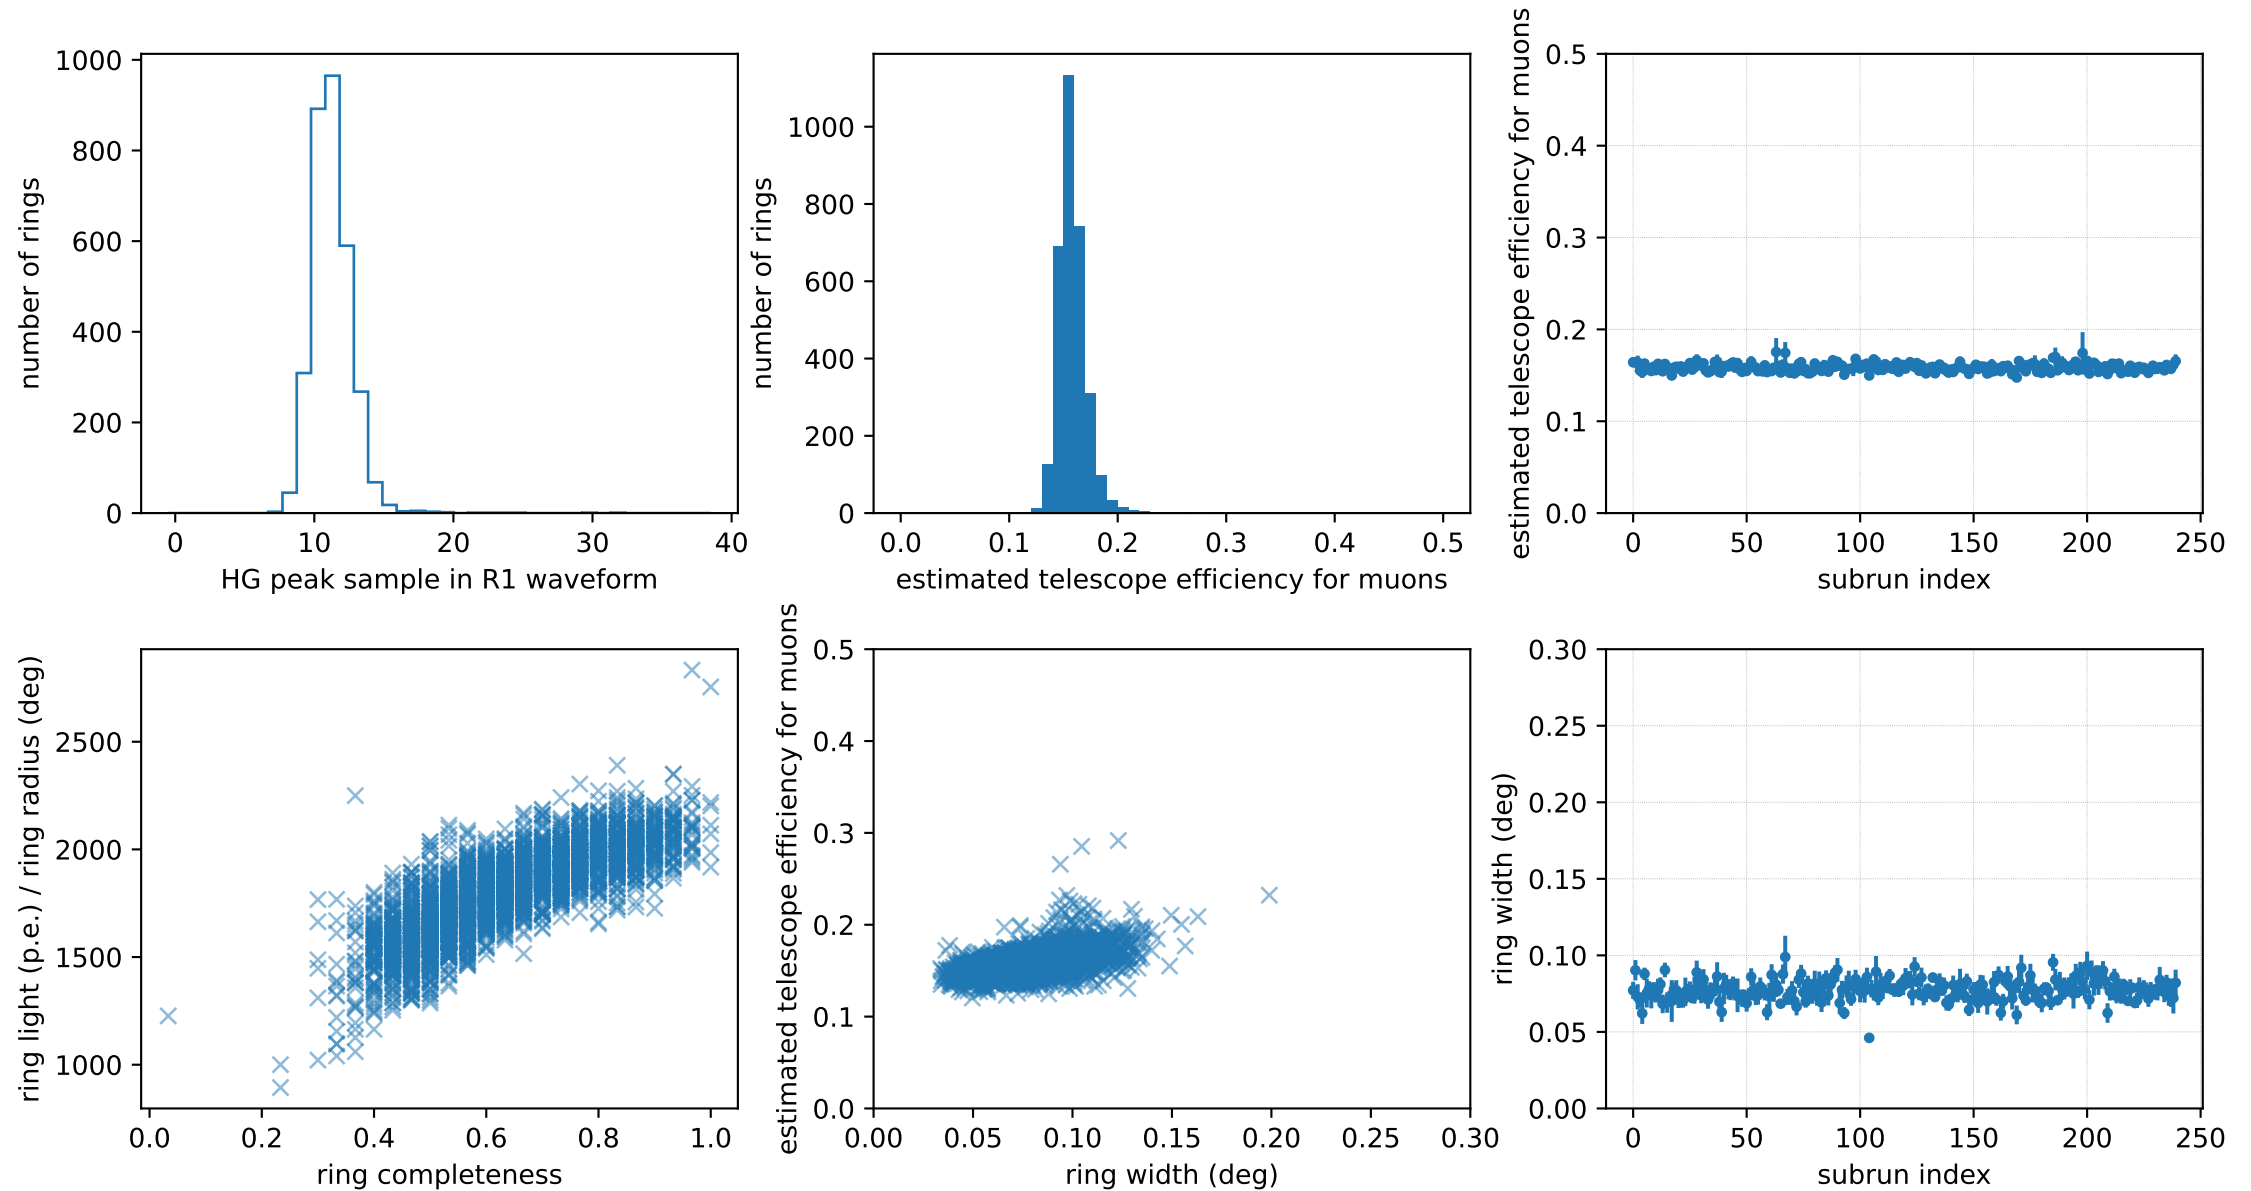 1000
800
600
400
200
0
number of rings
0 10 20 30 40
HG peak sample in R1 waveform
1000
800
600
400
200
0
number of rings
0.0 0.1 0.2 0.3 0.4 0.5
estimated telescope efficiency for muons
0.5
0.4
0.3
0.2
0.1
0.0
estimated telescope efficiency for muons
0 50 100 150 200 250
subrun index
2500
2000
1500
1000
ring light (p.e.) / ring radius (deg)
0.0 0.2 0.4 0.6 0.8 1.0
ring completeness
0.5
0.4
0.3
0.2
0.1
0.0
estimated telescope efficiency for muons
0.00 0.05 0.10 0.15 0.20 0.25 0.30
ring width (deg)
0.30
0.25
0.20
0.15
0.10
0.05
0.00
ring width (deg)
0 50 100 150 200 250
subrun index